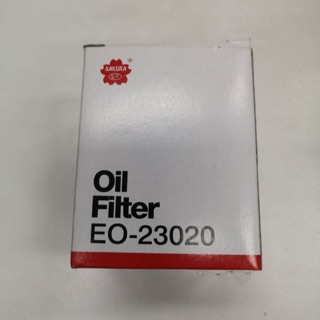 SAKURA
®
Oil
Filter
EO-23020